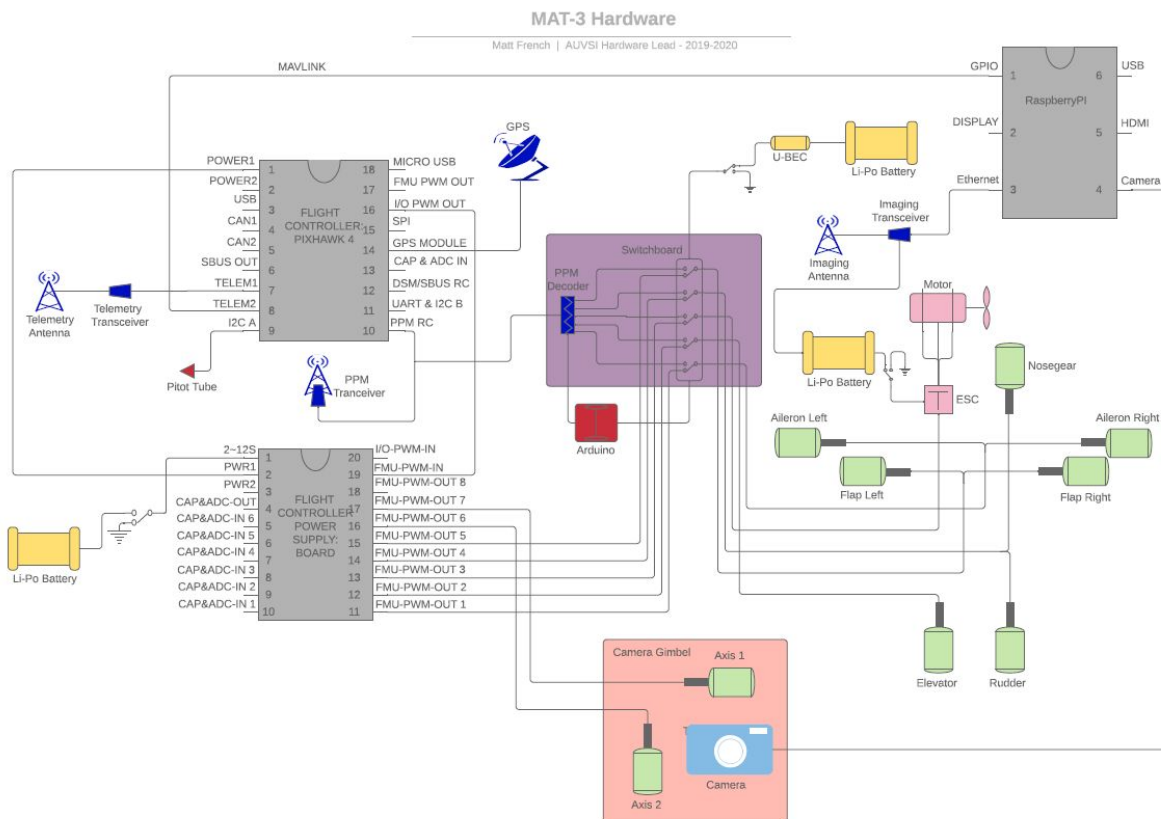 MAT-3 Hardware
Matt French | AUVSI Hardware Lead - 2019-2020
MAVLINK
GPIO
1
6
USB
RaspberryPI
DISPLAY
2
5
HDMI
Ethernet
3
4
Camera
GPS
U-BEC
Li-Po Battery
POWER1
1
18
MICRO USB
POWER2
2
17
FMU PWM OUT
USB
3
16
I/O PWM OUT
CAN1
4
15
SPI
CAN2
5
14
GPS MODULE
SBUS OUT
6
13
CAP & ADC IN
TELEM1
7
12
DSM/SBUS RC
TELEM2
8
11
UART & I2C B
I2C A
9
10
PPM RC
FLIGHT
CONTROLLER:
PIXHAWK 4
Telemetry
Antenna
Telemetry
Transceiver
Pitot Tube
PPM
Tranceiver
Switchboard
PPM
Decoder
Arduino
Imaging
Transceiver
Imaging
Antenna
Motor
Li-Po Battery
ESC
Nosegear
Aileron Left
Aileron Right
Flap Left
Flap Right
2~12S
1
20
I/O-PWM-IN
PWR1
2
19
FMU-PWM-IN
PWR2
3
18
FMU-PWM-OUT 8
CAP&ADC-OUT
4
17
FMU-PWM-OUT 7
CAP&ADC-IN 6
5
16
FMU-PWM-OUT 6
CAP&ADC-IN 5
6
15
FMU-PWM-OUT 5
CAP&ADC-IN 4
7
14
FMU-PWM-OUT 4
CAP&ADC-IN 3
8
13
FMU-PWM-OUT 3
CAP&ADC-IN 2
9
12
FMU-PWM-OUT 2
CAP&ADC-IN 1
10
11
FMU-PWM-OUT 1
FLIGHT
CONTROLLER
POWER
SUPPLY:
BOARD
Li-Po Battery
Elevator
Rudder
Camera Gimbel
Axis 1
Axis 2
T
Camera